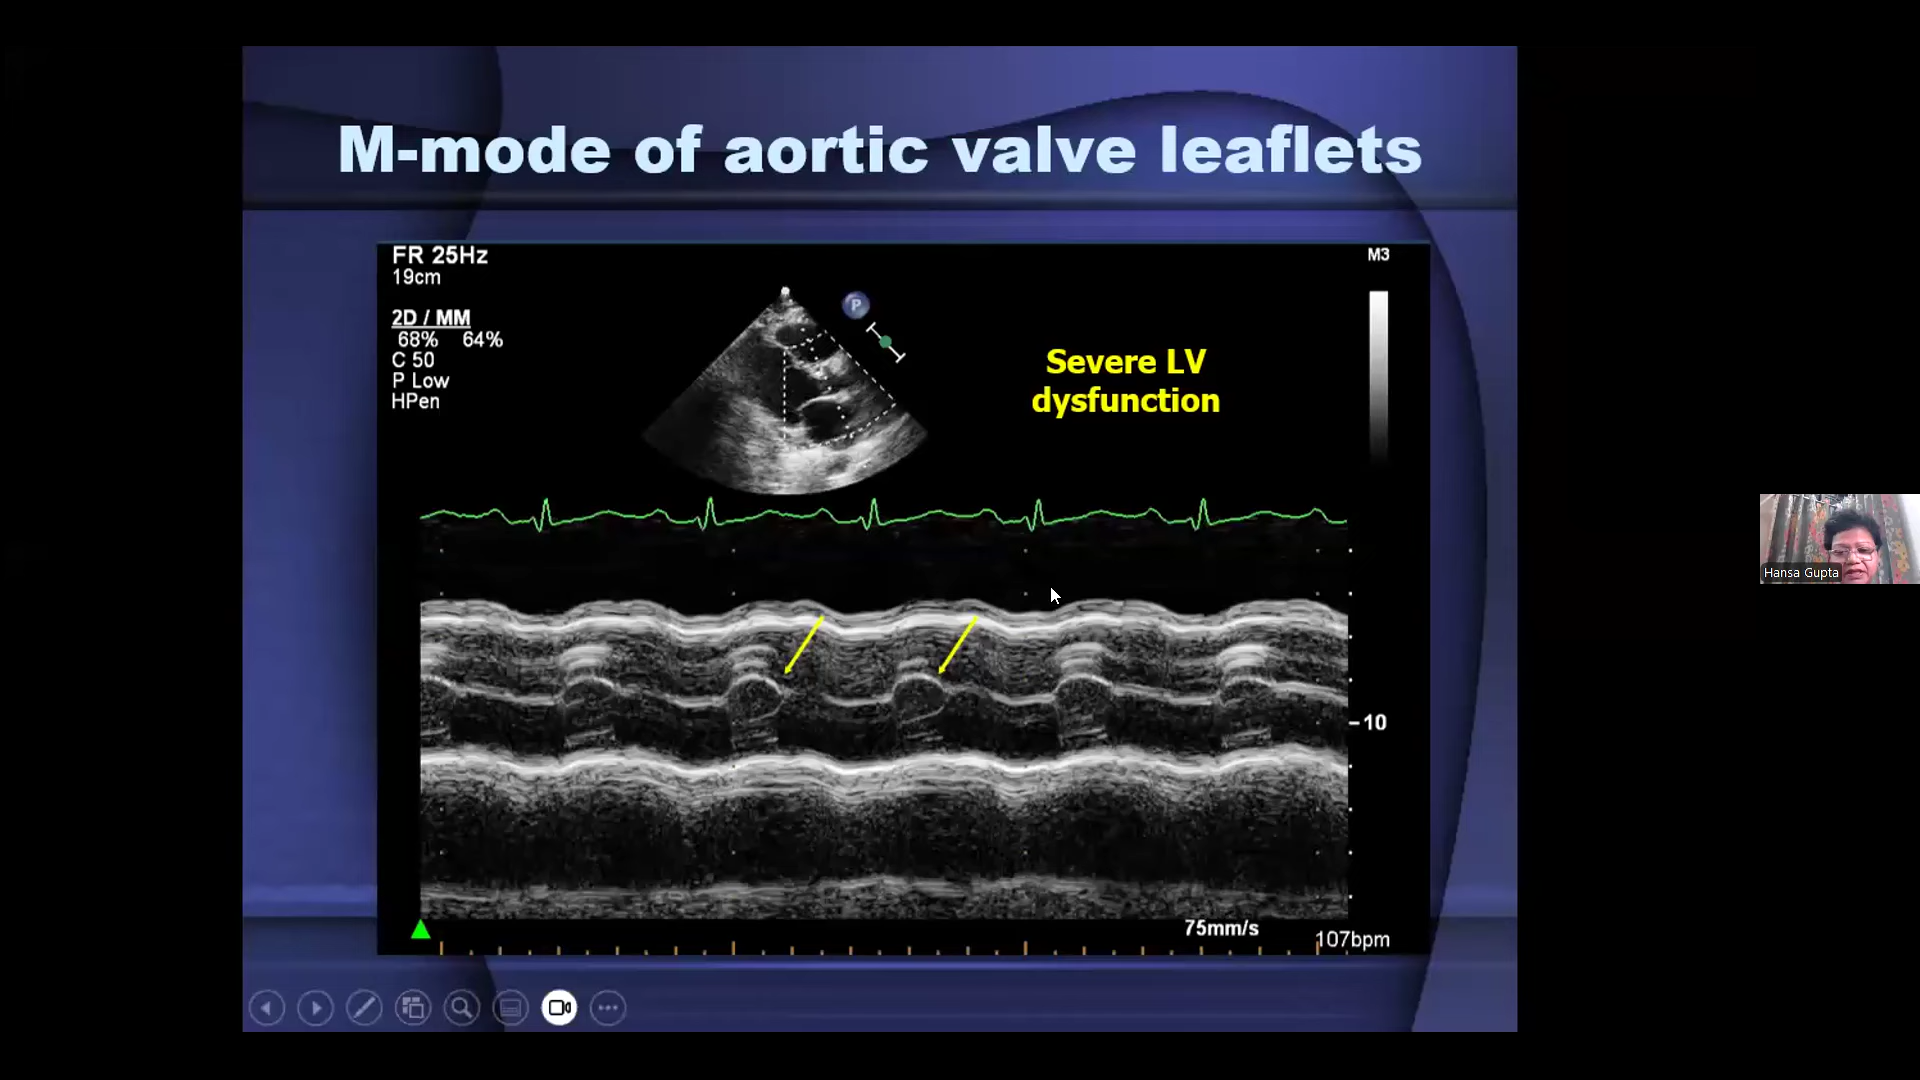 M-mode of aortic valve leaflets
FR 25Hz
19cm
M3
P
2D / MM
68% 64%
C 50
P Low
HPen
Severe LV
dysfunction
Hansa Gupta
10
75mm/s
107bpm